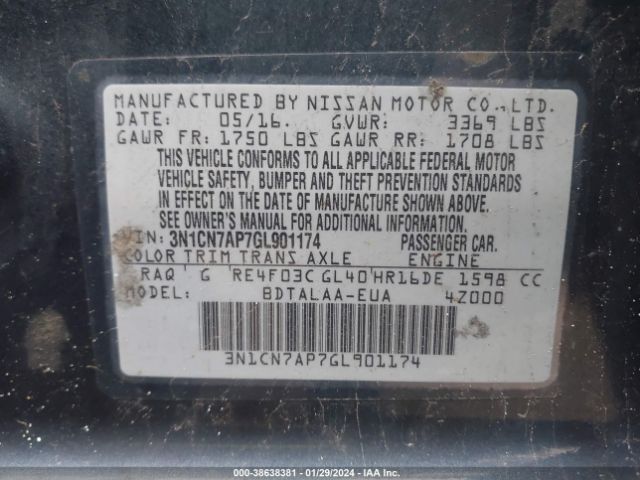 MANUFACTURED BY NISSAN MOTOR CO., LTD.
DATE: 05/16. GVWR: 3369 LBS
GAWR FR: 1750 LBS GAWR RR: 1708 LBS
THIS VEHICLE CONFORMS TO ALL APPLICABLE FEDERAL MOTOR
VEHICLE SAFETY, BUMPER AND THEFT PREVENTION STANDARDS
IN EFFECT ON THE DATE OF MANUFACTURE SHOWN ABOVE.
SEE OWNER'S MANUAL FOR ADDITIONAL INFORMATION.
VIN: 3N1CN7AP7GL901174 PASSENGER CAR.
COLOR TRIM TRANS AXLE ENGINE
RAQ G RE4F03C GL40 HR16DE 1598 CC
MODEL: BDTALAA-EUA 4Z000
3N1CN7AP7GL901174
000-38638381 - 01/29/2024 - IAA Inc.